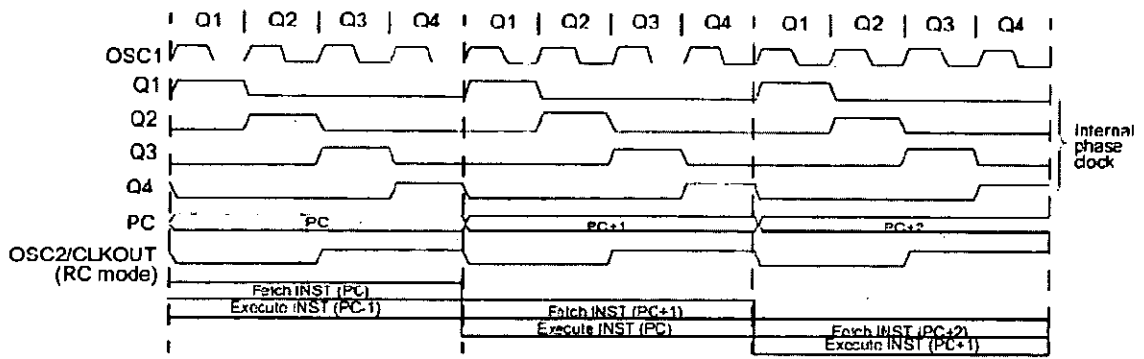 Q1 | Q2 | Q3 | Q4 | Q1 | Q2 | Q3 | Q4 | Q1 | Q2 | Q3 | Q4
OSC1
Q1
Q2
Q3
Q4
Internal
phase
clock
PC PC PC+1 PC+2
OSC2/CLKOUT
(RC mode)
Fetch INST (PC)
Execute INST (PC-1) Fetch INST (PC+1)
Execute INST (PC) Fetch INST (PC+2)
Execute INST (PC+1)